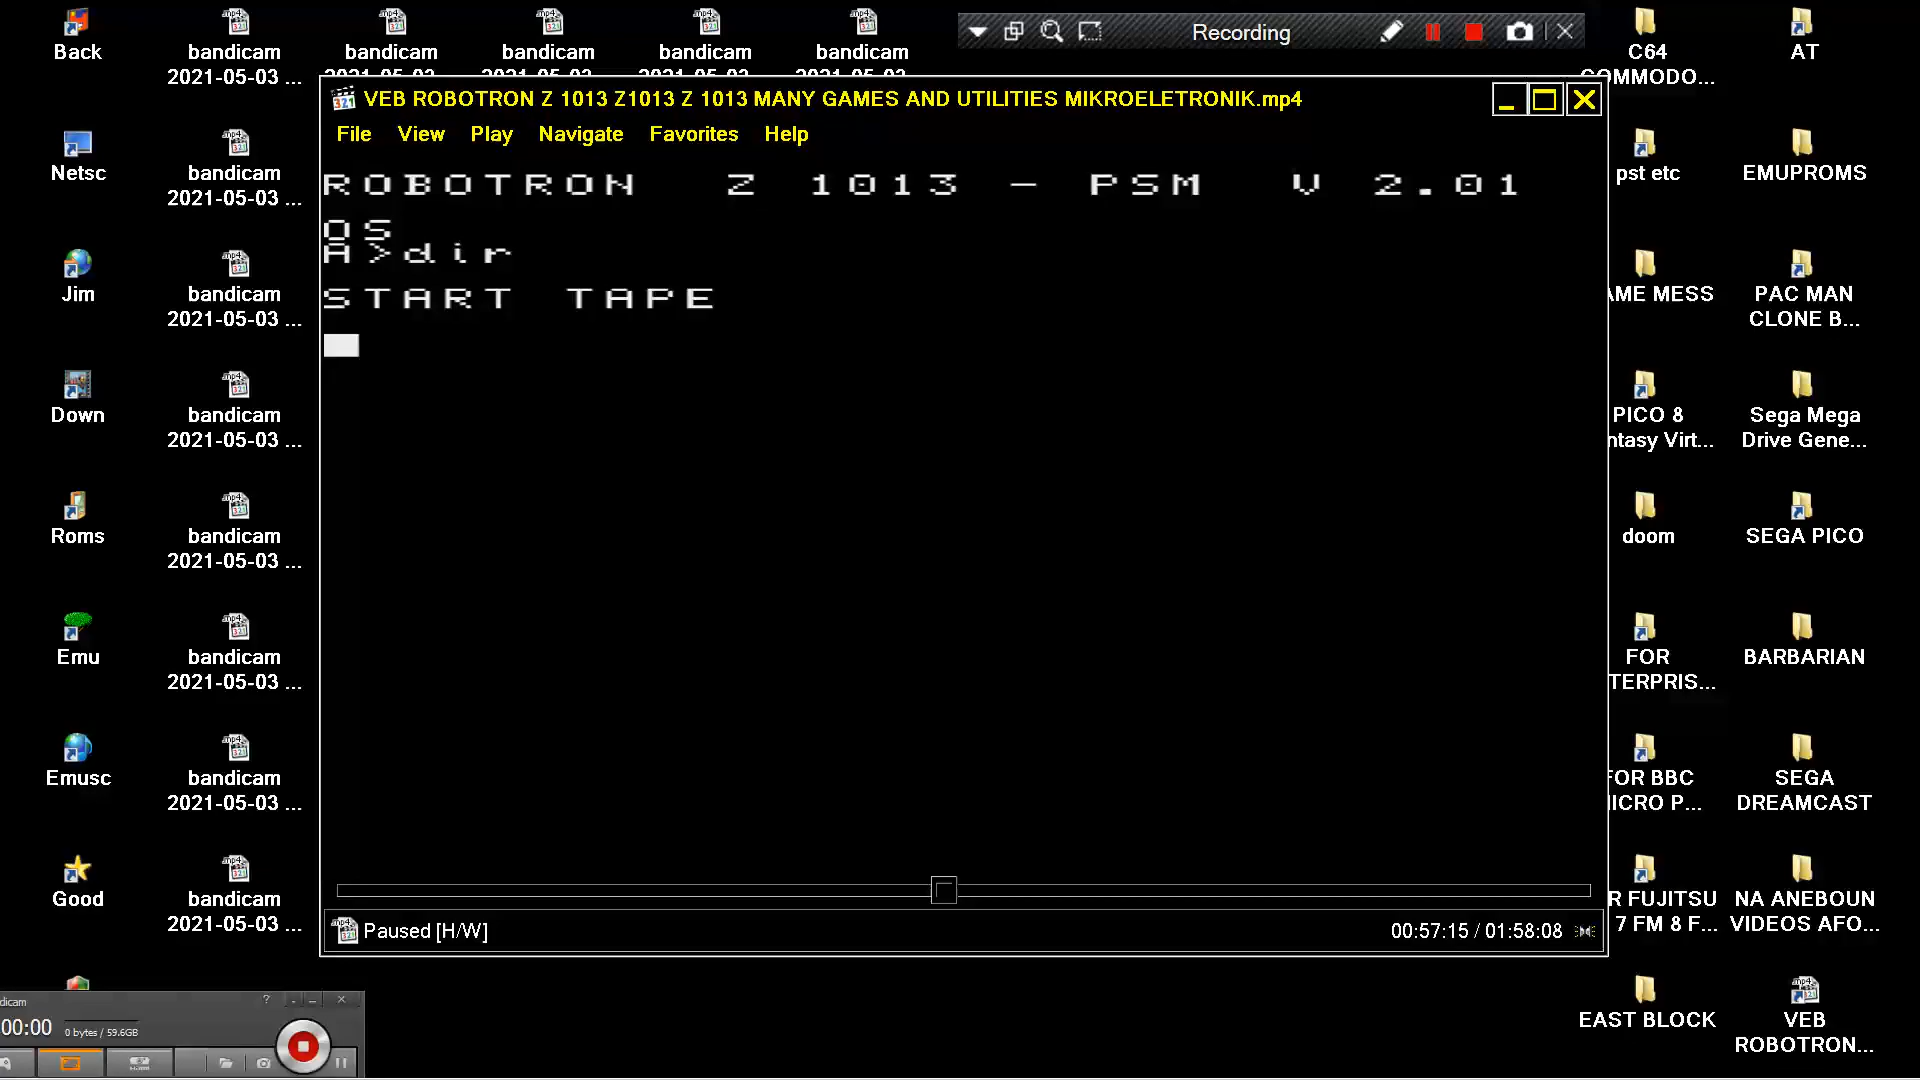 Back
bandicam
2021-05-03 ...
bandicam
bandicam
bandicam
bandicam
Recording
C64
COMMODO...
AT
VEB ROBOTRON Z 1013 Z1013 Z 1013 MANY GAMES AND UTILITIES MIKROELETRONIK.mp4
File View Play Navigate Favorites Help
ROBOTRON Z 1013 - PSM V 2.01
OS
A>dir
START TAPE
Netsc
bandicam
2021-05-03 ...
pst etc
EMUPROMS
Jim
bandicam
2021-05-03 ...
AME MESS
PAC MAN
CLONE B...
Down
bandicam
2021-05-03 ...
PICO 8
ntasy Virt...
Sega Mega
Drive Gene...
Roms
bandicam
2021-05-03 ...
doom
SEGA PICO
Emu
bandicam
2021-05-03 ...
FOR
TERPRIS...
BARBARIAN
Emusc
bandicam
2021-05-03 ...
FOR BBC
ICRO P...
SEGA
DREAMCAST
Good
bandicam
2021-05-03 ...
R FUJITSU
7 FM 8 F...
NA ANEBOUN
VIDEOS AFO...
Paused [H/W]
00:57:15 / 01:58:08
EAST BLOCK
VEB
ROBOTRON...
dicam
00:00
0 bytes / 59.6GB